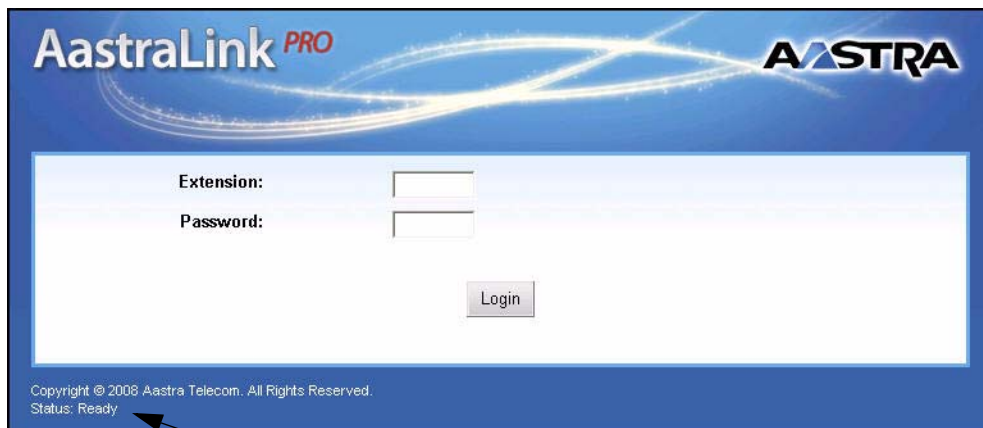 AastraLink PRO
AASTRA
Extension:
Password:
Login
Copyright © 2008 Aastra Telecom. All Rights Reserved.
Status: Ready